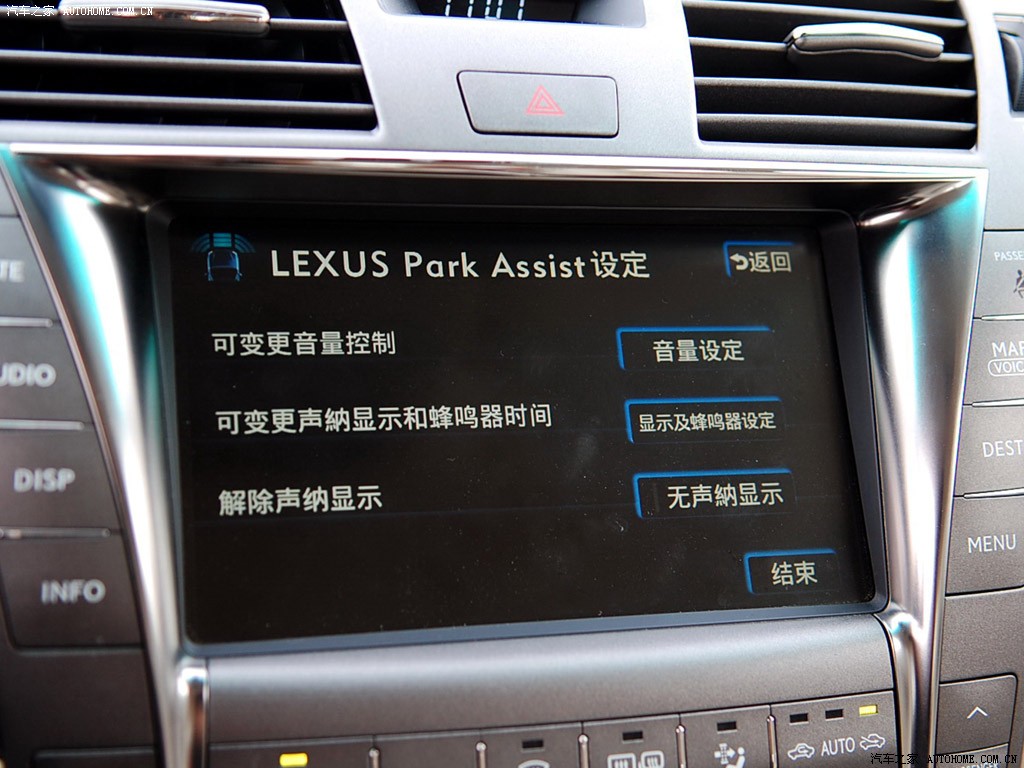 汽车之家 AUTOHOME.COM.CN
LEXUS Park Assist设定
返回
可变更音量控制
音量设定
可变更声納显示和蜂鸣器时间
显示及蜂鸣器设定
解除声纳显示
无声納显示
结束
DISP
INFO
MENU
AUTO
汽车之家 AUTOHOME.COM.CN